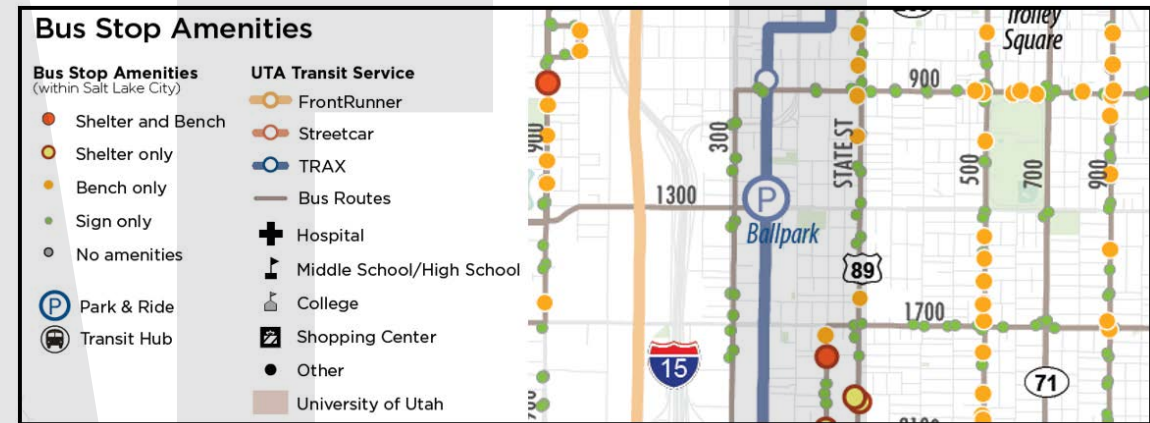 Bus Stop Amenities
Bus Stop Amenities
(within Salt Lake City)
Shelter and Bench
Shelter only
Bench only
Sign only
No amenities
P Park & Ride
Transit Hub
UTA Transit Service
FrontRunner
Streetcar
TRAX
Bus Routes
Hospital
Middle School/High School
College
Shopping Center
Other
University of Utah
Trolley
Square
900
900
300
STATE ST
500
700
900
1300
P
Ballpark
89
1700
15
71